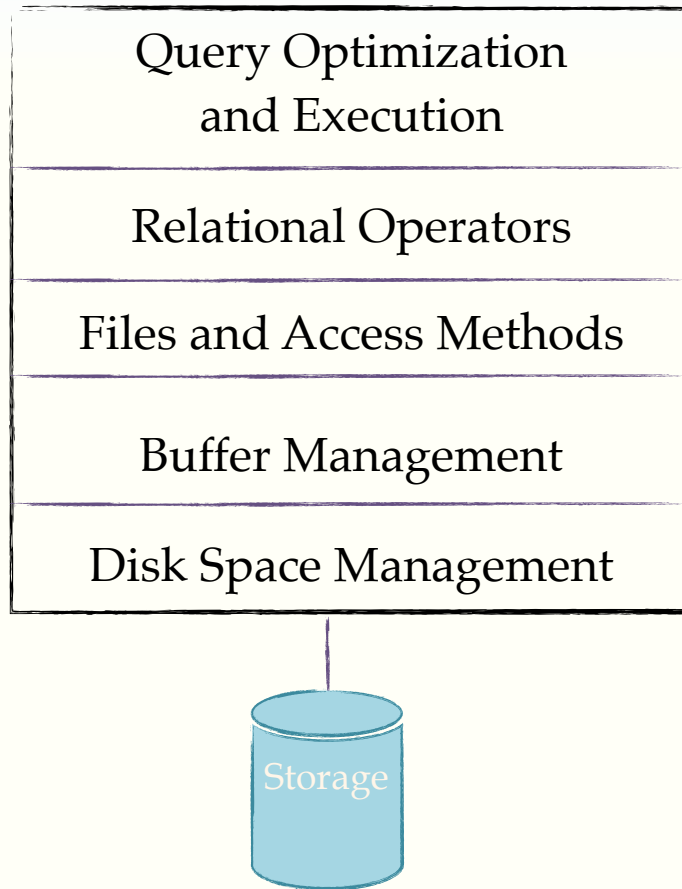 Query Optimization
and Execution
Relational Operators
Files and Access Methods
Buffer Management
Disk Space Management
Storage